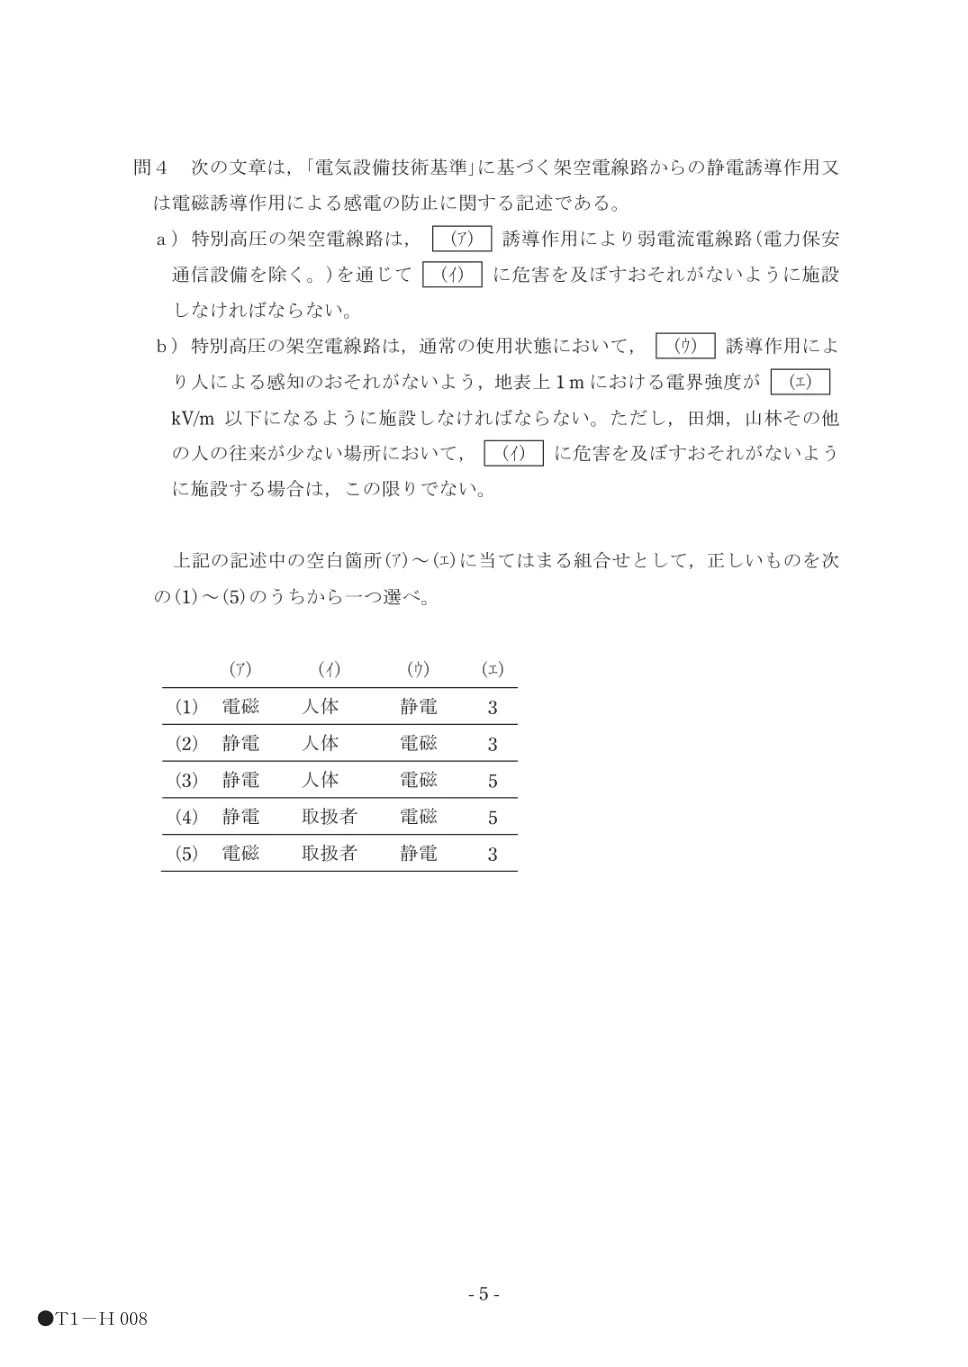 問４　次の文章は，「電気設備技術基準」に基づく架空電線路からの静電誘導作用又
は電磁誘導作用による感電の防止に関する記述である。
ａ）特別高圧の架空電線路は，　(ｱ)　誘導作用により弱電流電線路(電力保安
通信設備を除く。)を通じて　(ｲ)　に危害を及ぼすおそれがないように施設
しなければならない。
ｂ）特別高圧の架空電線路は，通常の使用状態において，　(ｳ)　誘導作用によ
り人による感知のおそれがないよう，地表上１ｍにおける電界強度が　(ｴ)
kV/m 以下になるように施設しなければならない。ただし，田畑，山林その他
の人の往来が少ない場所において，　(ｲ)　に危害を及ぼすおそれがないよう
に施設する場合は，この限りでない。
上記の記述中の空白箇所(ｱ)～(ｴ)に当てはまる組合せとして，正しいものを次
の(1)～(5)のうちから一つ選べ。
(ｱ)　(ｲ)　(ｳ)　(ｴ)
(1)　電磁　人体　静電　3
(2)　静電　人体　電磁　3
(3)　静電　人体　電磁　5
(4)　静電　取扱者　電磁　5
(5)　電磁　取扱者　静電　3
- 5 -
●T1－H 008